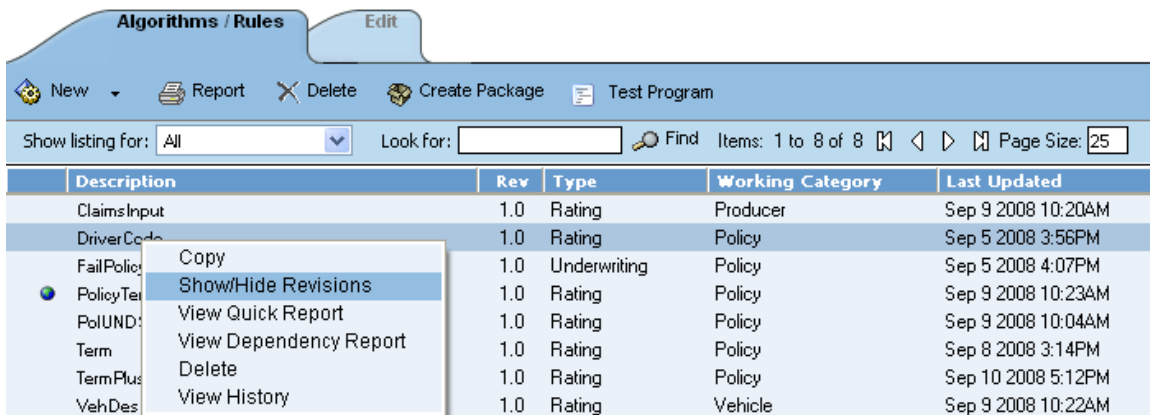 Algorithms / Rules Edit
New Report Delete Create Package Test Program
Show listing for: All Look for: Find Items: 1 to 8 of 8 Page Size: 25
Description Rev Type Working Category Last Updated
ClaimsInput 1.0 Rating Producer Sep 9 2008 10:20AM
DriverCode 1.0 Rating Policy Sep 5 2008 3:56PM
FailPolicy 1.0 Underwriting Policy Sep 5 2008 4:07PM
PolicyTer 1.0 Rating Policy Sep 9 2008 10:23AM
PolUND 1.0 Rating Policy Sep 9 2008 10:04AM
Term 1.0 Rating Policy Sep 8 2008 3:14PM
TermPlus 1.0 Rating Policy Sep 10 2008 5:12PM
VehDes 1.0 Rating Vehicle Sep 9 2008 10:22AM
Copy
Show/Hide Revisions
View Quick Report
View Dependency Report
Delete
View History